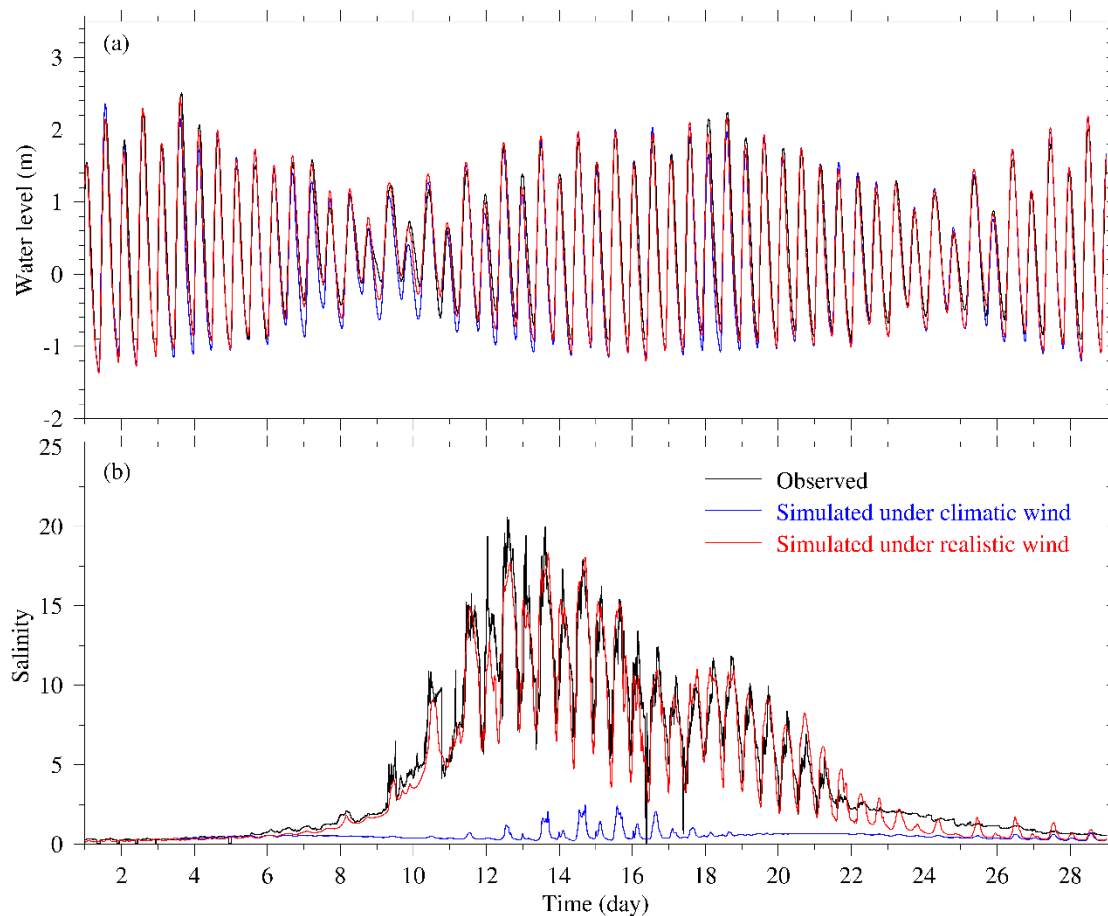 (a)
3
2
1
0
-1
-2
Water level (m)
(b)
25
20
15
10
5
0
Salinity
Observed
Simulated under climatic wind
Simulated under realistic wind
2 4 6 8 10 12 14 16 18 20 22 24 26 28
Time (day)